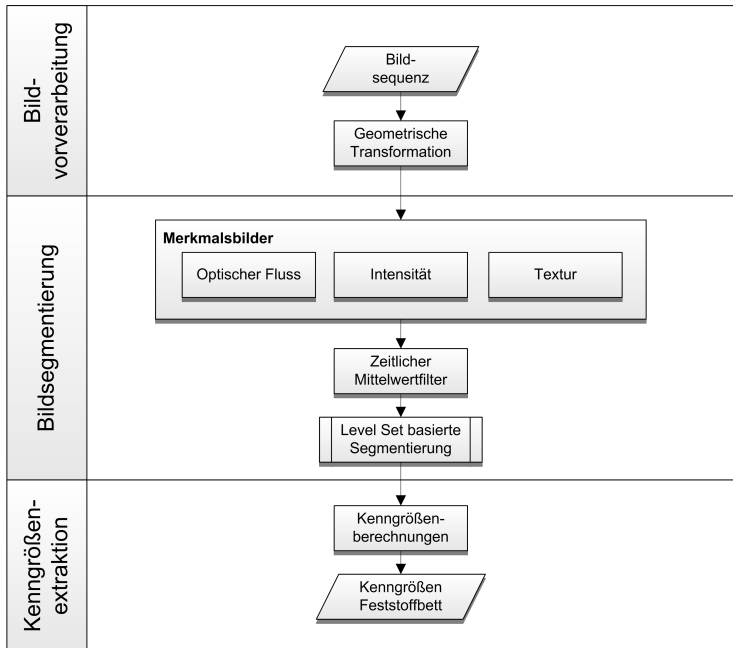 Bild-
vorverarbeitung
Bild-
sequenz
Geometrische
Transformation
Bildsegmentierung
Merkmalsbilder
Optischer Fluss
Intensität
Textur
Zeitlicher
Mittelwertfilter
Level Set basierte
Segmentierung
Kenngrößen-
extraktion
Kenngrößen-
berechnungen
Kenngrößen
Feststoffbett